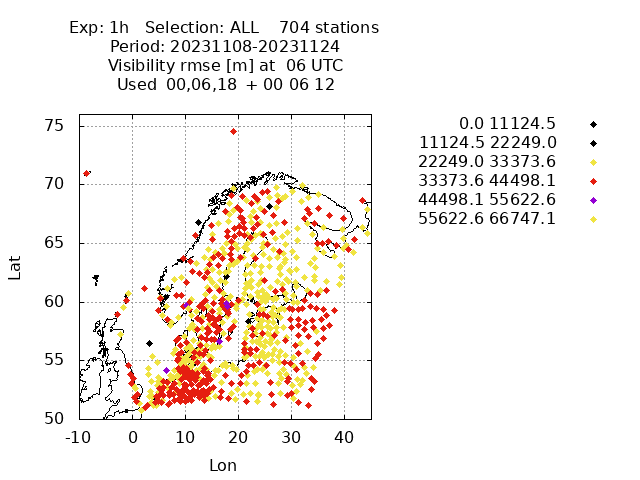 Exp: 1h Selection: ALL 704 stations
Period: 20231108-20231124
Visibility rmse [m] at 06 UTC
Used 00,06,18 + 00 06 12
0.0 11124.5
11124.5 22249.0
22249.0 33373.6
33373.6 44498.1
44498.1 55622.6
55622.6 66747.1
75
70
65
60
55
50
Lat
-10 0 10 20 30 40
Lon